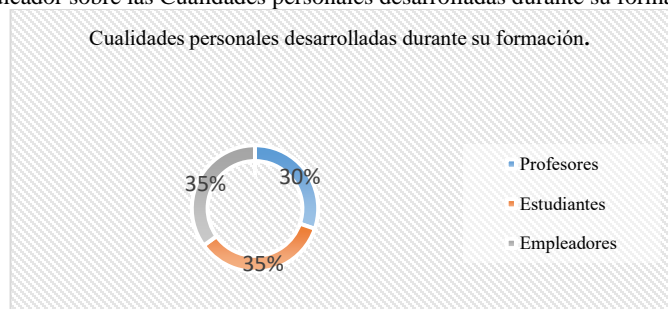 sobre las Cualidades personales desarrolladas durante su
Cualidades personales desarrolladas durante su formación.
35%
30%
35%
Profesores
Estudiantes
Empleadores